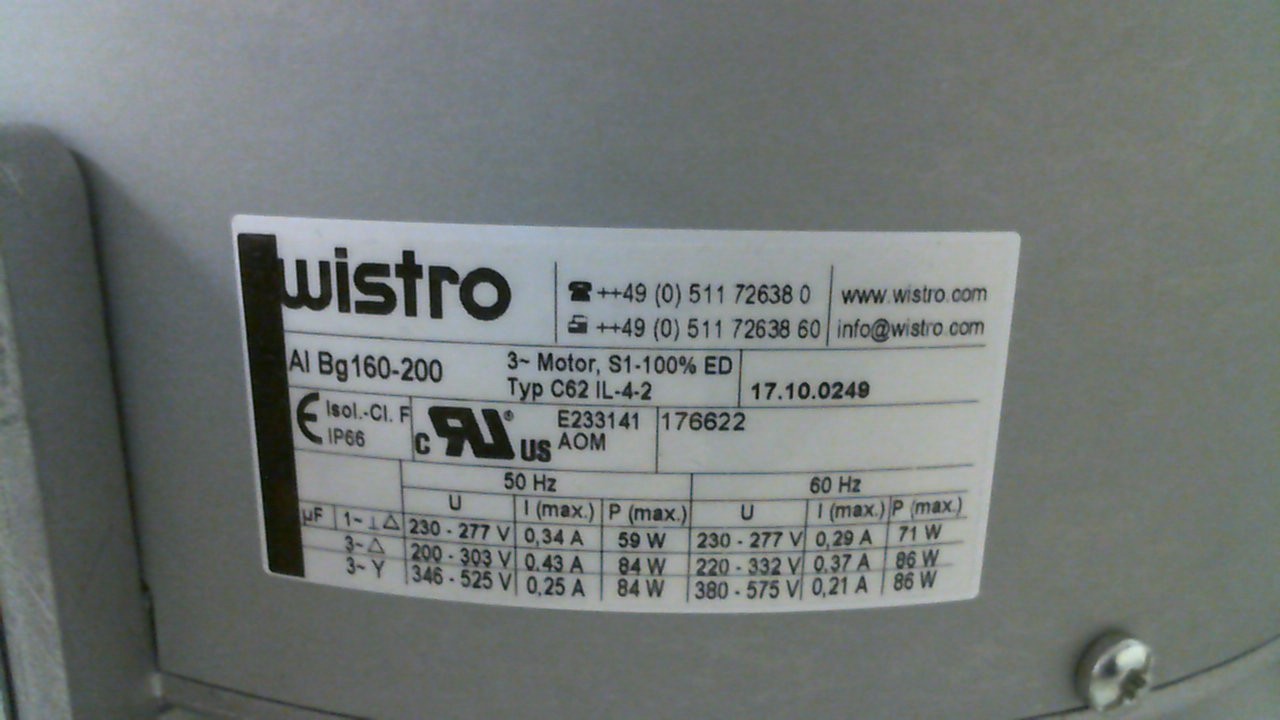 wistro
++49 (0) 511 72638 0
++49 (0) 511 72638 60
www.wistro.com
info@wistro.com
AI Bg160-200
3~ Motor, S1-100% ED
Typ C62 IL-4-2
17.10.0249
CE Isol.-Cl. F
IP66
c RU® US
E233141
AOM
176622
50 Hz 60 Hz
U I (max.) P (max.) U I (max.) P (max.)
µF 1~ ⊥ △ 230 - 277 V 0,34 A 59 W 230 - 277 V 0,29 A 71 W
3~ △ 200 - 303 V 0.43 A 84 W 220 - 332 V 0.37 A 86 W
3~ Y 346 - 525 V 0,25 A 84 W 380 - 575 V 0,21 A 86 W